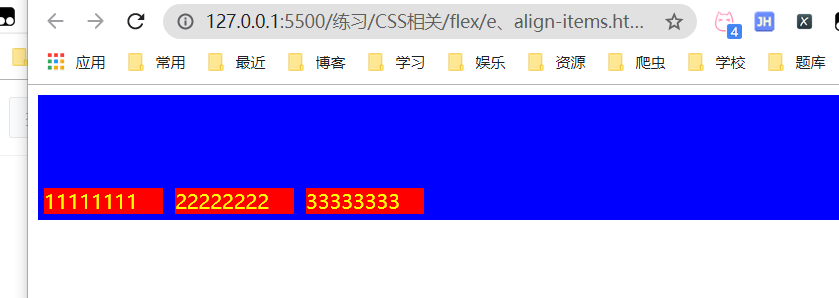 127.0.0.1:5500/练习/CSS相关/flex/e、align-items.ht...
4
JH
X
应用 常用 最近 博客 学习 娱乐 资源 爬虫 学校 题库
11111111 22222222 33333333